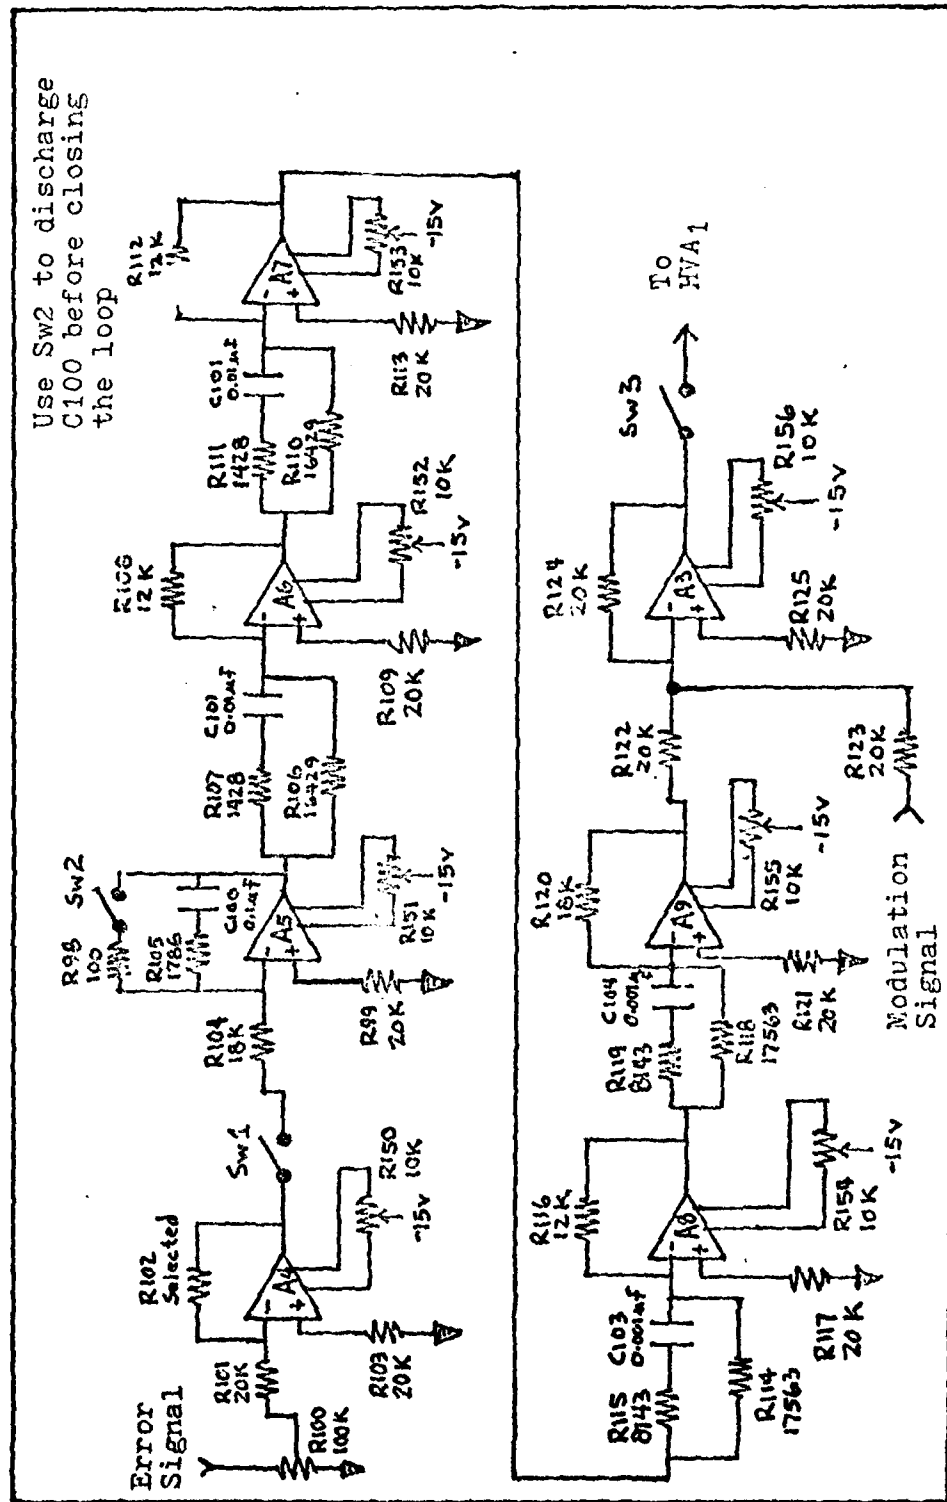 Use Sw2 to discharge
C100 before closing
the loop
Error
Signal
R100
100K
R101
20K
R102
Selected
A4
-
+
R103
20K
R150
10K
-15v
Sw1
R104
18K
R98
100
Sw2
R105
1786
C100
0.1uf
A5
-
+
R99
20K
R151
10K
-15v
R107
1428
C101
0.01uf
R106
16429
R108
12K
A6
-
+
R109
20K
R152
10K
-15v
R111
1428
C101
0.01uf
R110
16429
R112
12K
A7
-
+
R113
20K
R153
10K
-15v
R115
8143
C103
0.001uf
R114
17563
R116
12K
A8
-
+
R117
20K
R154
10K
-15v
R119
8143
C104
0.001uf
R118
17563
R120
18K
A9
-
+
R121
20K
R155
10K
-15v
R122
20K
R123
20K
Modulation
Signal
R124
20K
A3
-
+
R125
20K
R156
10K
-15v
Sw3
To
HVA1